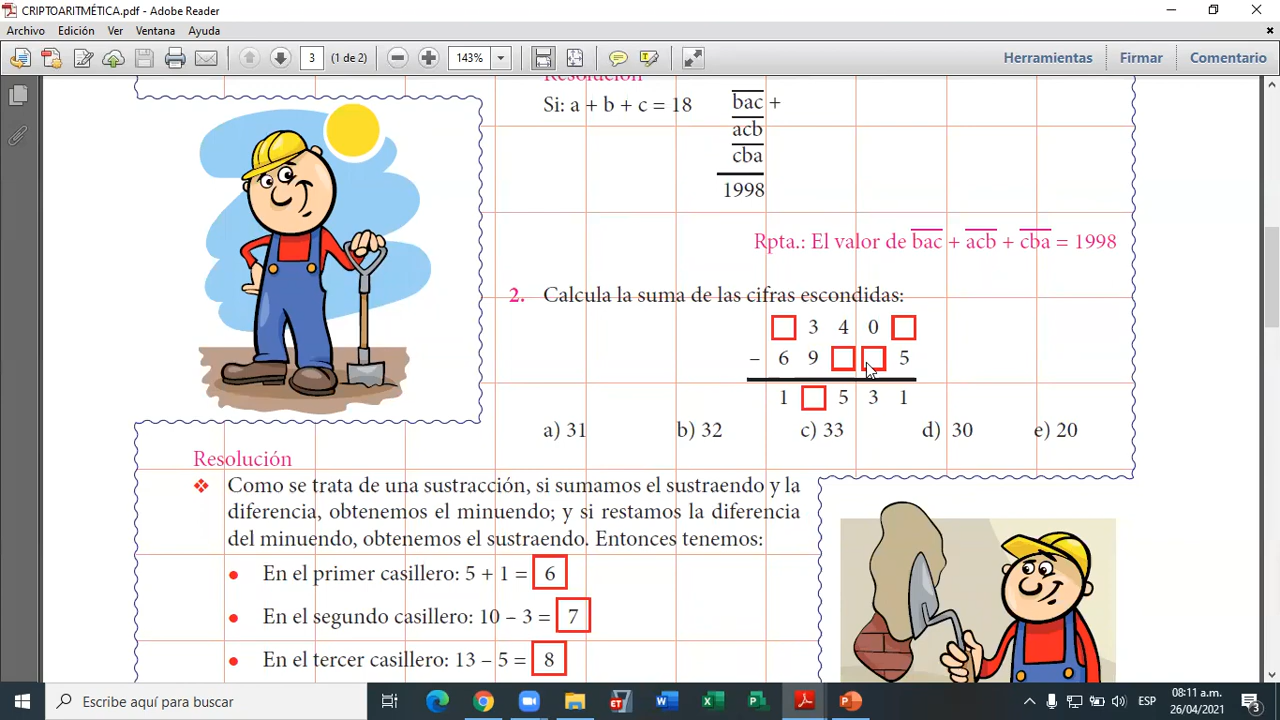 CRIPTOARITMÉTICA.pdf - Adobe Reader
Archivo Edición Ver Ventana Ayuda
3 (1 de 2) 143% Herramientas Firmar Comentario
Resolución
Si: a + b + c = 18 bac +
acb
cba
1998
Rpta.: El valor de bac + acb + cba = 1998
2. Calcula la suma de las cifras escondidas:
3 4 0
– 6 9 5
1 5 3 1
a) 31 b) 32 c) 33 d) 30 e) 20
Resolución
Como se trata de una sustracción, si sumamos el sustraendo y la
diferencia, obtenemos el minuendo; y si restamos la diferencia
del minuendo, obtenemos el sustraendo. Entonces tenemos:
• En el primer casillero: 5 + 1 = 6
• En el segundo casillero: 10 – 3 = 7
• En el tercer casillero: 13 – 5 = 8
Escribe aquí para buscar
ESP
08:11 a.m.
26/04/2021
3